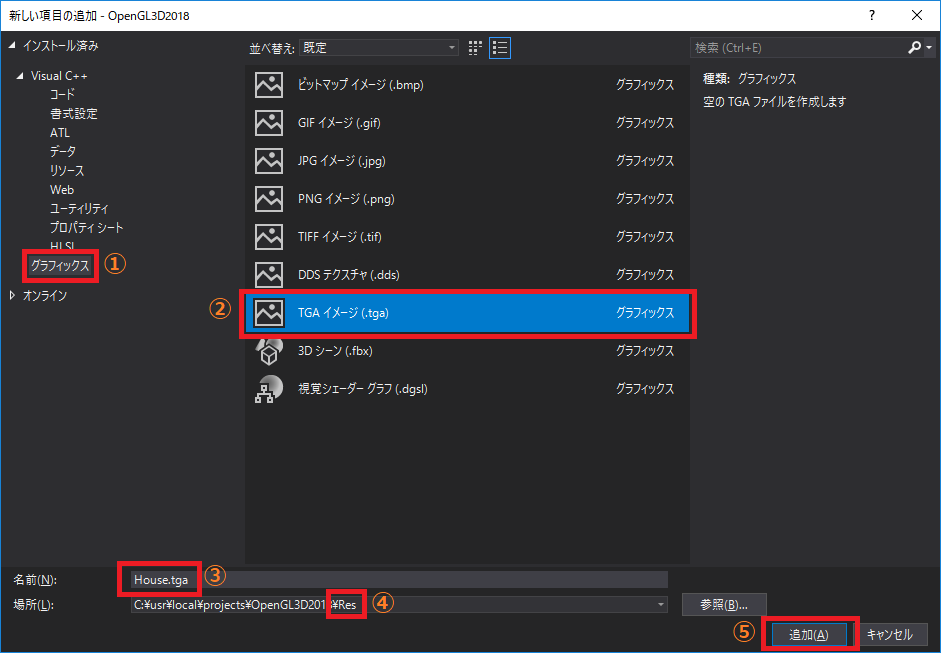 新しい項目の追加 - OpenGL3D2018 ?
インストール済み
Visual C++
コード
書式設定
ATL
データ
リソース
Web
ユーティリティ
プロパティ シート
HLSL
グラフィックス ①
オンライン
並べ替え: 既定
ビットマップ イメージ (.bmp) グラフィックス
GIF イメージ (.gif) グラフィックス
JPG イメージ (.jpg) グラフィックス
PNG イメージ (.png) グラフィックス
TIFF イメージ (.tif) グラフィックス
DDS テクスチャ (.dds) グラフィックス
② TGA イメージ (.tga) グラフィックス
3D シーン (.fbx) グラフィックス
視覚シェーダー グラフ (.dgsl) グラフィックス
検索 (Ctrl+E)
種類: グラフィックス
空の TGA ファイルを作成します
名前(N): House.tga ③
場所(L): C:¥usr¥local¥projects¥OpenGL3D2018¥Res ④ 参照(B)...
⑤ 追加(A) キャンセル